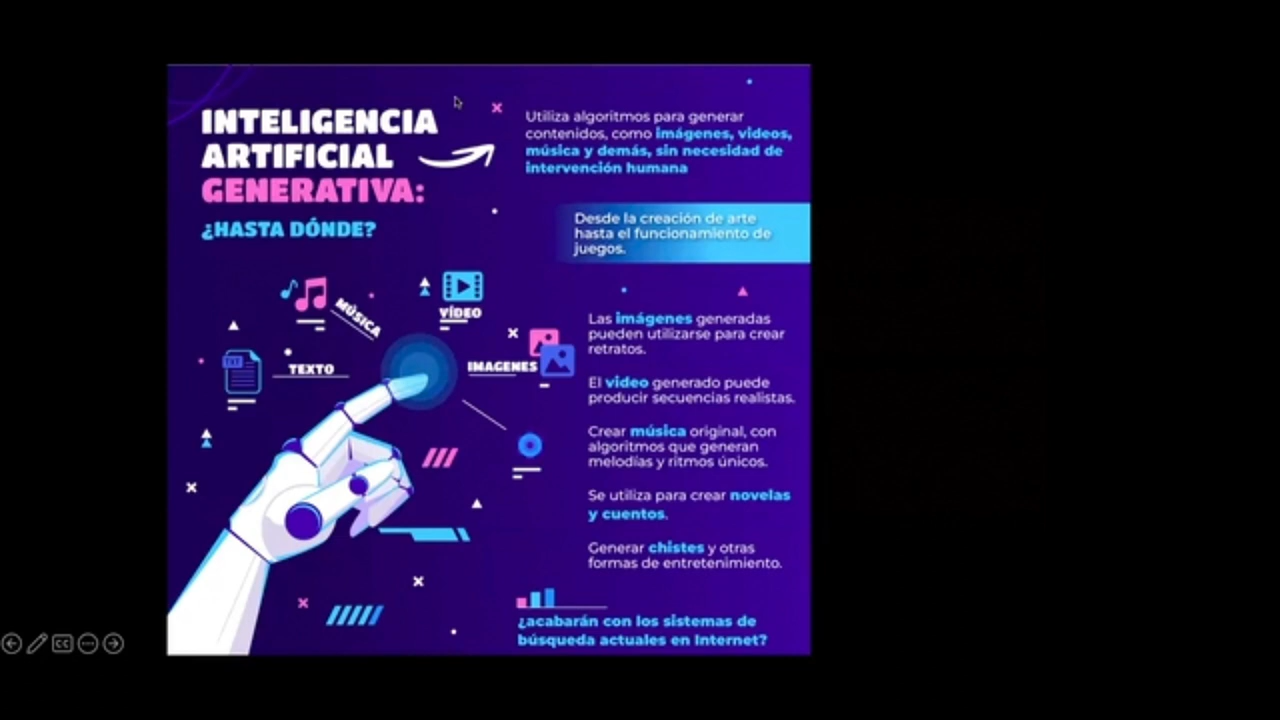 INTELIGENCIA
ARTIFICIAL
GENERATIVA:
¿HASTA DÓNDE?
Utiliza algoritmos para generar
contenidos, como imágenes, videos,
música y demás, sin necesidad de
intervención humana
Desde la creación de arte
hasta el funcionamiento de
juegos.
MÚSICA
VÍDEO
TXT
TEXTO
IMAGENES
Las imágenes generadas
pueden utilizarse para crear
retratos.
El video generado puede
producir secuencias realistas.
Crear música original, con
algoritmos que generan
melodías y ritmos únicos.
Se utiliza para crear novelas
y cuentos.
Generar chistes y otras
formas de entretenimiento.
¿acabarán con los sistemas de
búsqueda actuales en Internet?
CC